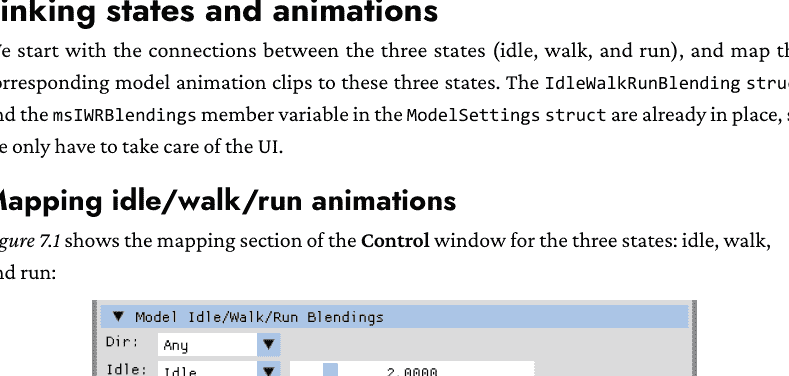 inking states and animations
e start with the connections between the three states (idle, walk, and run), and map th
orresponding model animation clips to these three states. The IdleWalkRunBlending struc
nd the msIWRBlendings member variable in the ModelSettings struct are already in place, s
e only have to take care of the UI.
Mapping idle/walk/run animations
gure 7.1 shows the mapping section of the Control window for the three states: idle, walk,
nd run:
▼ Model Idle/Walk/Run Blendings
Dir: Any ▼
Idle: Idle ▼ 2.0000